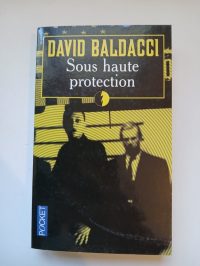 DAVID BALDACCI
Sous haute
protection
POCKET